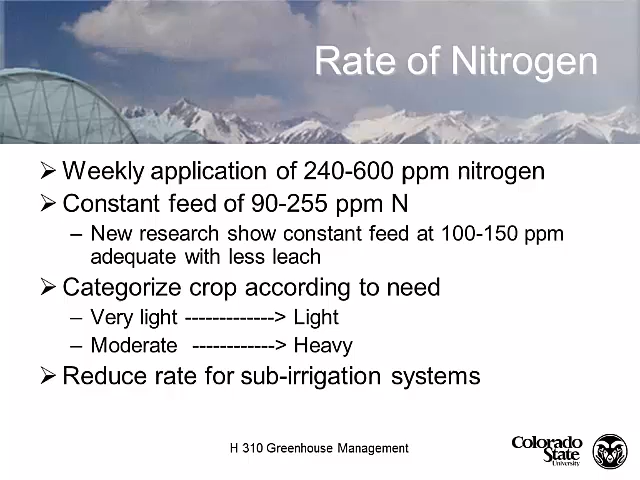 Rate of Nitrogen
➢ Weekly application of 240-600 ppm nitrogen
➢ Constant feed of 90-255 ppm N
– New research show constant feed at 100-150 ppm
adequate with less leach
➢ Categorize crop according to need
– Very light -------------> Light
– Moderate ------------> Heavy
➢ Reduce rate for sub-irrigation systems
H 310 Greenhouse Management
Colorado
State
University